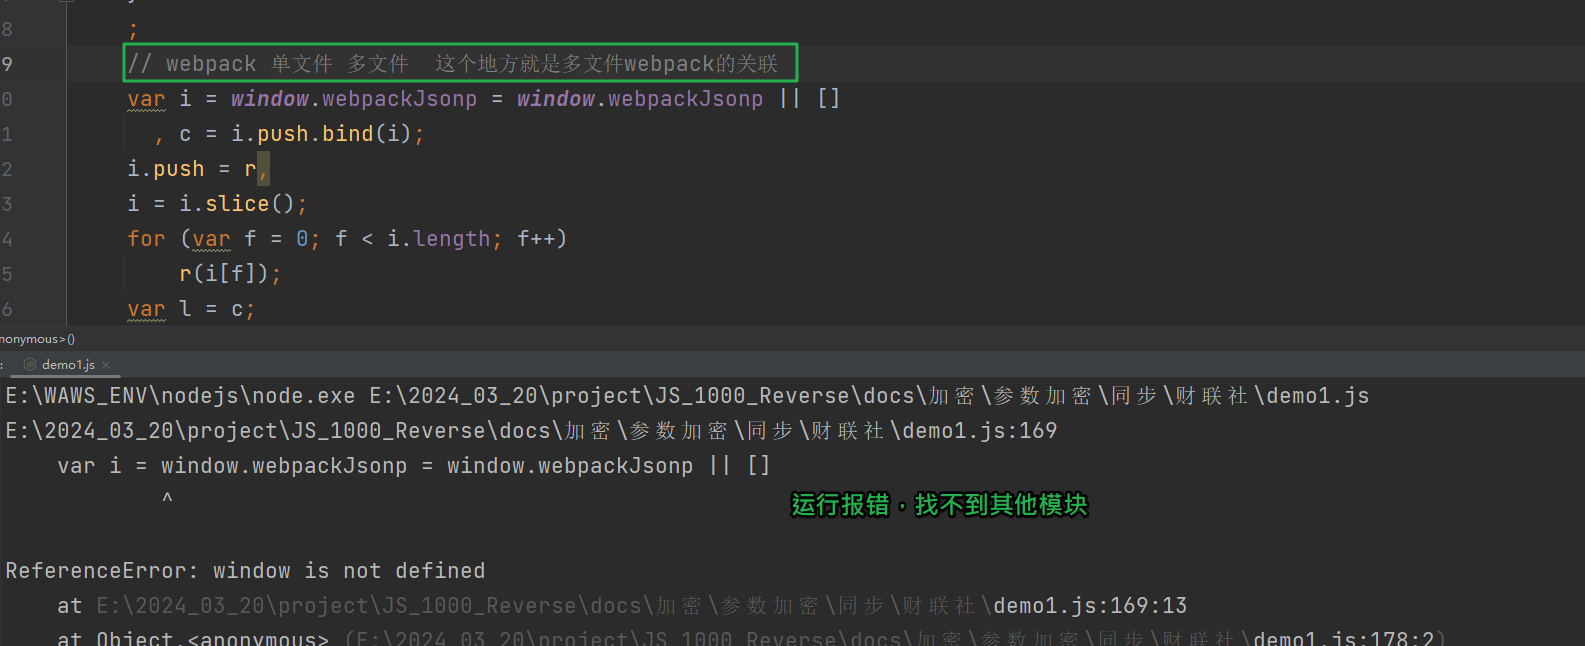 8 ;
9 // webpack 单文件 多文件  这个地方就是多文件webpack的关联
0 var i = window.webpackJsonp = window.webpackJsonp || []
1 , c = i.push.bind(i);
2 i.push = r,
3 i = i.slice();
4 for (var f = 0; f < i.length; f++)
5 r(i[f]);
6 var l = c;
nonymous>()
: demo1.js ×
E:\WAWS_ENV\nodejs\node.exe E:\2024_03_20\project\JS_1000_Reverse\docs\加密\参数加密\同步\财联社\demo1.js
E:\2024_03_20\project\JS_1000_Reverse\docs\加密\参数加密\同步\财联社\demo1.js:169
var i = window.webpackJsonp = window.webpackJsonp || []
^
运行报错，找不到其他模块
ReferenceError: window is not defined
at E:\2024_03_20\project\JS_1000_Reverse\docs\加密\参数加密\同步\财联社\demo1.js:169:13
at Object.<anonymous> (E:\2024_03_20\project\JS_1000_Reverse\docs\加密\参数加密\同步\财联社\demo1.js:178:2)